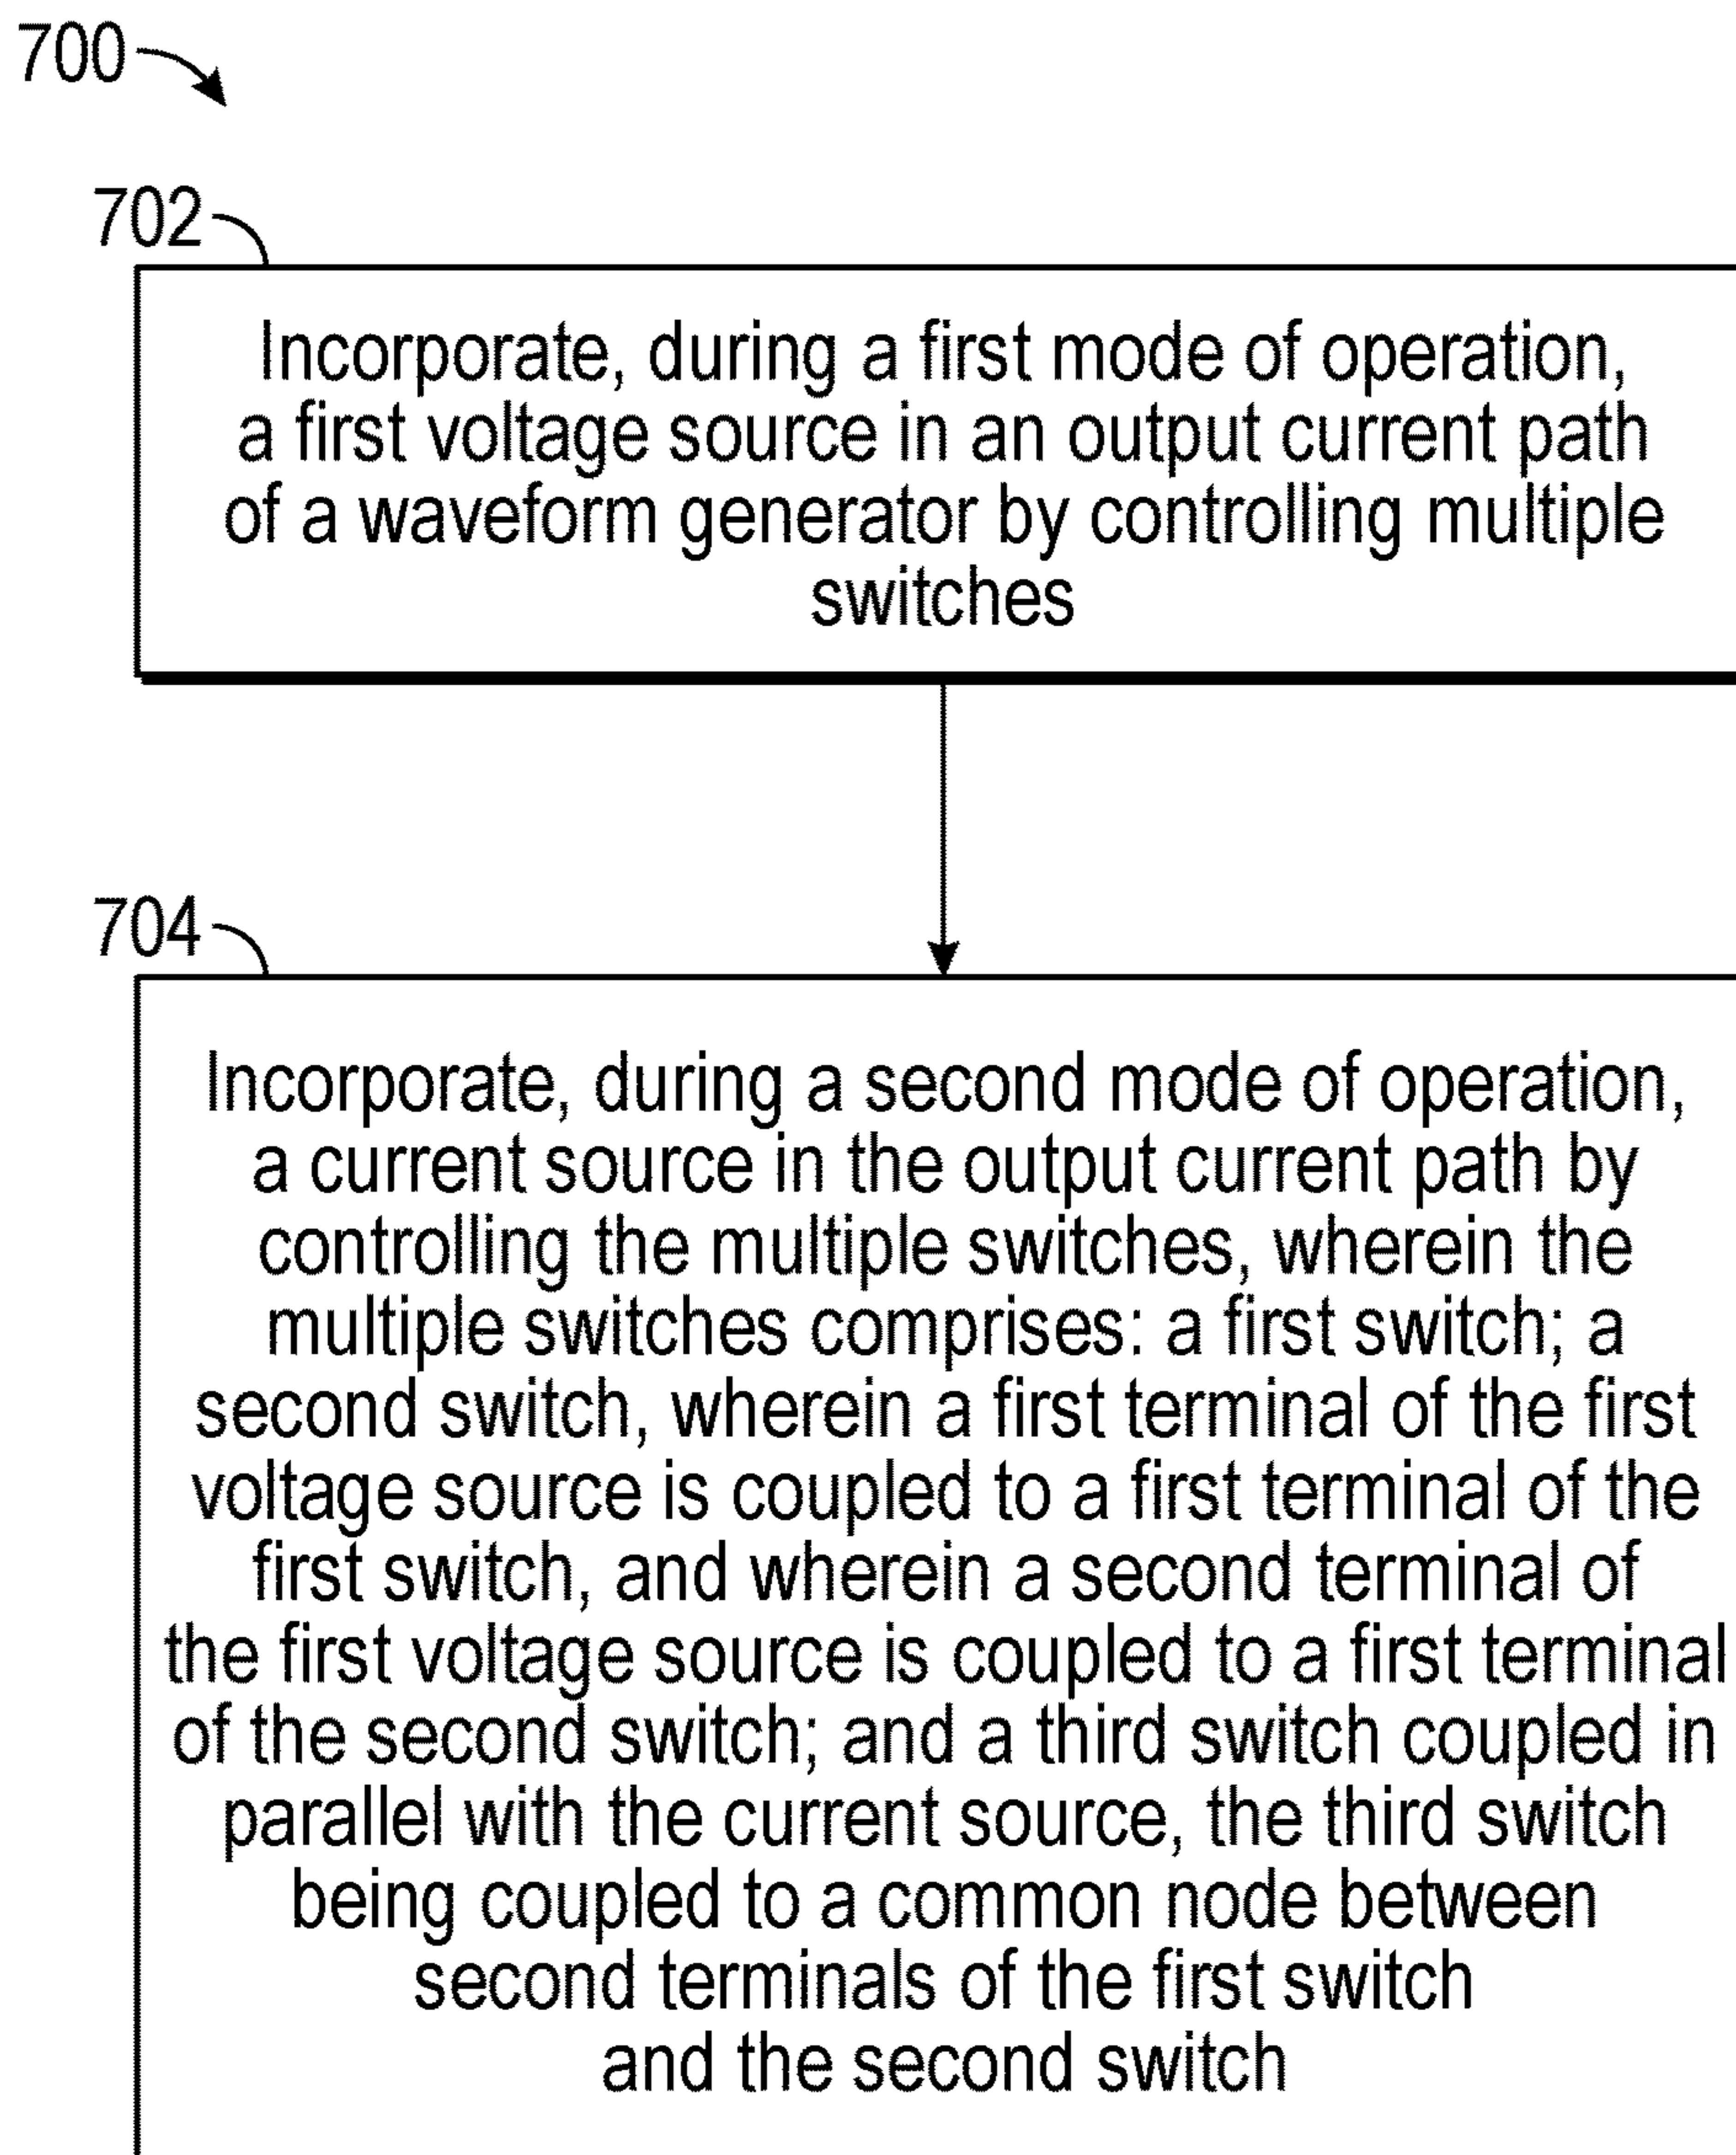 700
702
Incorporate, during a first mode of operation,
a first voltage source in an output current path
of a waveform generator by controlling multiple
switches
704
Incorporate, during a second mode of operation,
a current source in the output current path by
controlling the multiple switches, wherein the
multiple switches comprises: a first switch; a
second switch, wherein a first terminal of the first
voltage source is coupled to a first terminal of the
first switch, and wherein a second terminal of
the first voltage source is coupled to a first terminal
of the second switch; and a third switch coupled in
parallel with the current source, the third switch
being coupled to a common node between
second terminals of the first switch
and the second switch